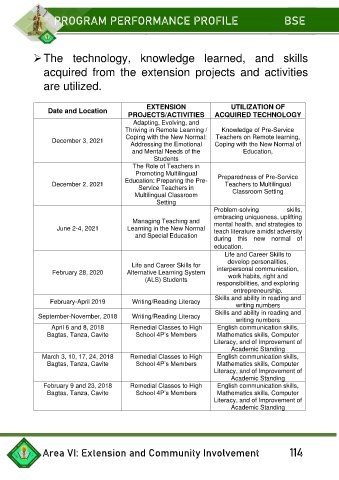 PROGRAM PERFORMANCE PROFILE BSE
➢ The technology, knowledge learned, and skills
acquired from the extension projects and activities
are utilized.
Date and Location
EXTENSION
PROJECTS/ACTIVITIES
UTILIZATION OF
ACQUIRED TECHNOLOGY
December 3, 2021
Adapting, Evolving, and
Thriving in Remote Learning /
Coping with the New Normal:
Addressing the Emotional
and Mental Needs of the
Students
Knowledge of Pre-Service
Teachers on Remote learning,
Coping with the New Normal of
Education,
December 2, 2021
The Role of Teachers in
Promoting Multilingual
Education: Preparing the Pre-
Service Teachers in
Multilingual Classroom
Setting
Preparedness of Pre-Service
Teachers to Multilingual
Classroom Setting
June 2-4, 2021
Managing Teaching and
Learning in the New Normal
and Special Education
Problem-solving skills,
embracing uniqueness, uplifting
mental health, and strategies to
teach literature amidst adversity
during this new normal of
education.
February 28, 2020
Life and Career Skills for
Alternative Learning System
(ALS) Students
Life and Career Skills to
develop personalities,
interpersonal communication,
work habits, right and
responsibilities, and exploring
entrepreneurship.
February-April 2019
Writing/Reading Literacy
Skills and ability in reading and
writing numbers
September-November, 2018
Writing/Reading Literacy
Skills and ability in reading and
writing numbers
April 6 and 8, 2018
Bagtas, Tanza, Cavite
Remedial Classes to High
School 4P's Members
English communication skills,
Mathematics skills, Computer
Literacy, and of Improvement of
Academic Standing
March 3, 10, 17, 24, 2018
Bagtas, Tanza, Cavite
Remedial Classes to High
School 4P's Members
English communication skills,
Mathematics skills, Computer
Literacy, and of Improvement of
Academic Standing
February 9 and 23, 2018
Bagtas, Tanza, Cavite
Remedial Classes to High
School 4P's Members
English communication skills,
Mathematics skills, Computer
Literacy, and of Improvement of
Academic Standing
Area VI: Extension and Community Involvement 114